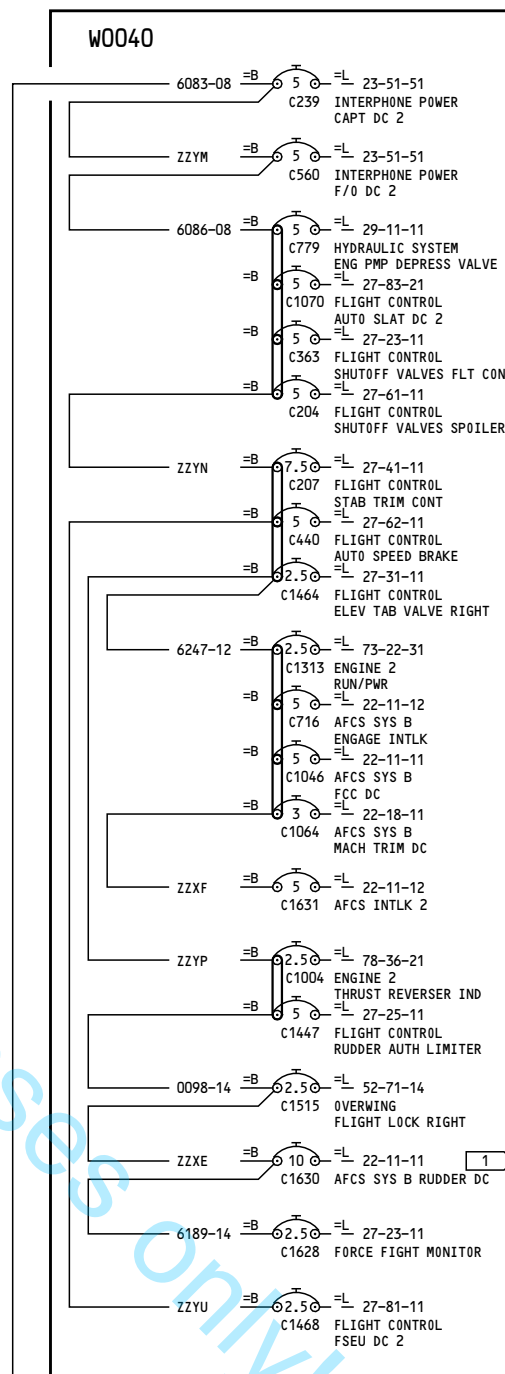 W0040
6083-08 =B 5 =L 23-51-51
C239 INTERPHONE POWER
CAPT DC 2
ZZYM =B 5 =L 23-51-51
C560 INTERPHONE POWER
F/O DC 2
6086-08 =B 5 =L 29-11-11
C779 HYDRAULIC SYSTEM
ENG PMP DEPRESS VALVE
=B 5 =L 27-83-21
C1070 FLIGHT CONTROL
AUTO SLAT DC 2
=B 5 =L 27-23-11
C363 FLIGHT CONTROL
SHUTOFF VALVES FLT CON
=B 5 =L 27-61-11
C204 FLIGHT CONTROL
SHUTOFF VALVES SPOILER
ZZYN =B 7.5 =L 27-41-11
C207 FLIGHT CONTROL
STAB TRIM CONT
=B 5 =L 27-62-11
C440 FLIGHT CONTROL
AUTO SPEED BRAKE
=B 2.5 =L 27-31-11
C1464 FLIGHT CONTROL
ELEV TAB VALVE RIGHT
6247-12 =B 2.5 =L 73-22-31
C1313 ENGINE 2
RUN/PWR
=B 5 =L 22-11-12
C716 AFCS SYS B
ENGAGE INTLK
=B 5 =L 22-11-11
C1046 AFCS SYS B
FCC DC
=B 3 =L 22-18-11
C1064 AFCS SYS B
MACH TRIM DC
ZZXF =B 5 =L 22-11-12
C1631 AFCS INTLK 2
ZZYP =B 2.5 =L 78-36-21
C1004 ENGINE 2
THRUST REVERSER IND
=B 5 =L 27-25-11
C1447 FLIGHT CONTROL
RUDDER AUTH LIMITER
0098-14 =B 2.5 =L 52-71-14
C1515 OVERWING
FLIGHT LOCK RIGHT
ZZXE =B 10 =L 22-11-11 1
C1630 AFCS SYS B RUDDER DC
6189-14 =B 2.5 =L 27-23-11
C1628 FORCE FIGHT MONITOR
ZZYU =B 2.5 =L 27-81-11
C1468 FLIGHT CONTROL
FSEU DC 2
ses only!